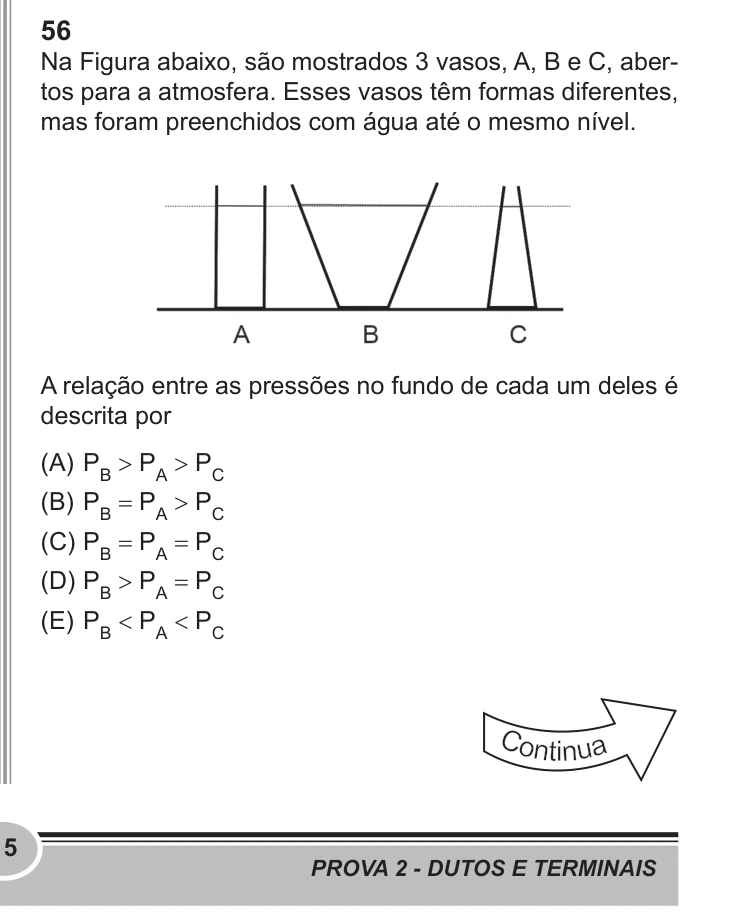 56
Na Figura abaixo, são mostrados 3 vasos, A, B e C, aber-
tos para a atmosfera. Esses vasos têm formas diferentes,
mas foram preenchidos com água até o mesmo nível.
A B C
A relação entre as pressões no fundo de cada um deles é
descrita por
(A) P_B > P_A > P_C
(B) P_B = P_A > P_C
(C) P_B = P_A = P_C
(D) P_B > P_A = P_C
(E) P_B < P_A < P_C
Continua
5
PROVA 2 - DUTOS E TERMINAIS